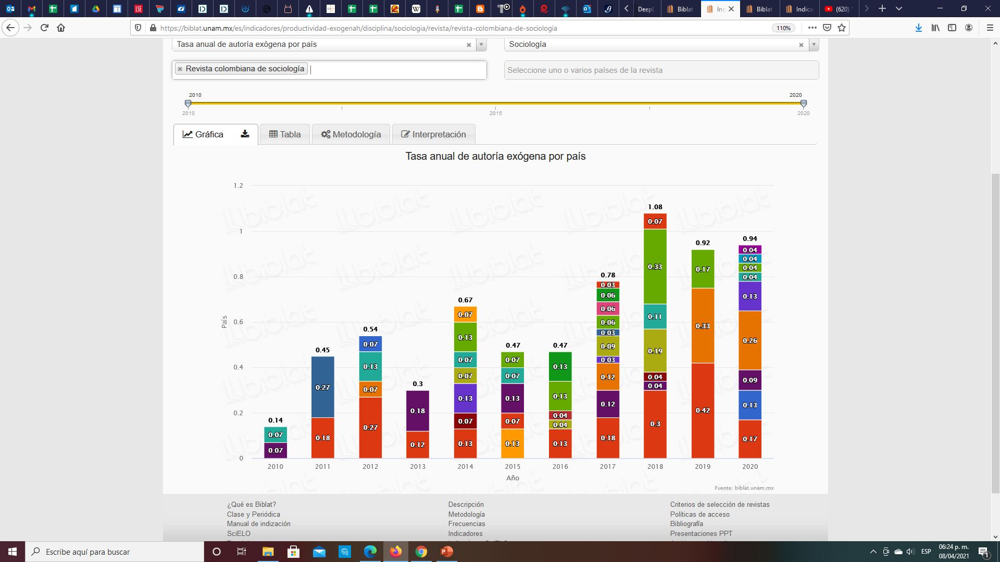 DeepL
Biblat
Ind
Biblat
Indica
(620)
https://biblat.unam.mx/es/indicadores/productividad-exogenah/disciplina/sociologia/revista/revista-colombiana-de-sociologia
110%
Tasa anual de autoría exógena por país
Sociología
Revista colombiana de sociología
Seleccione uno o varios países de la revista
2010
2020
2010
2015
2020
Gráfica
Tabla
Metodología
Interpretación
Tasa anual de autoría exógena por país
1.2
1
0.8
0.6
0.4
0.2
0
País
0.14
0.07
0.07
0.45
0.27
0.18
0.54
0.07
0.13
0.07
0.27
0.3
0.18
0.12
0.67
0.07
0.13
0.07
0.07
0.13
0.07
0.13
0.47
0.07
0.07
0.13
0.07
0.13
0.47
0.13
0.13
0.04
0.04
0.13
0.78
0.03
0.06
0.06
0.06
0.03
0.09
0.03
0.12
0.12
0.18
1.08
0.07
0.33
0.11
0.19
0.04
0.04
0.3
0.92
0.17
0.33
0.42
0.94
0.04
0.04
0.04
0.04
0.13
0.26
0.09
0.13
0.17
2010 2011 2012 2013 2014 2015 2016 2017 2018 2019 2020
Año
Fuente: biblat.unam.mx
¿Qué es Biblat?
Clase y Periódica
Manual de indización
SciELO
Descripción
Metodología
Frecuencias
Indicadores
Criterios de selección de revistas
Políticas de acceso
Bibliografía
Presentaciones PPT
Escribe aquí para buscar
ESP
06:24 p. m.
08/04/2021
1